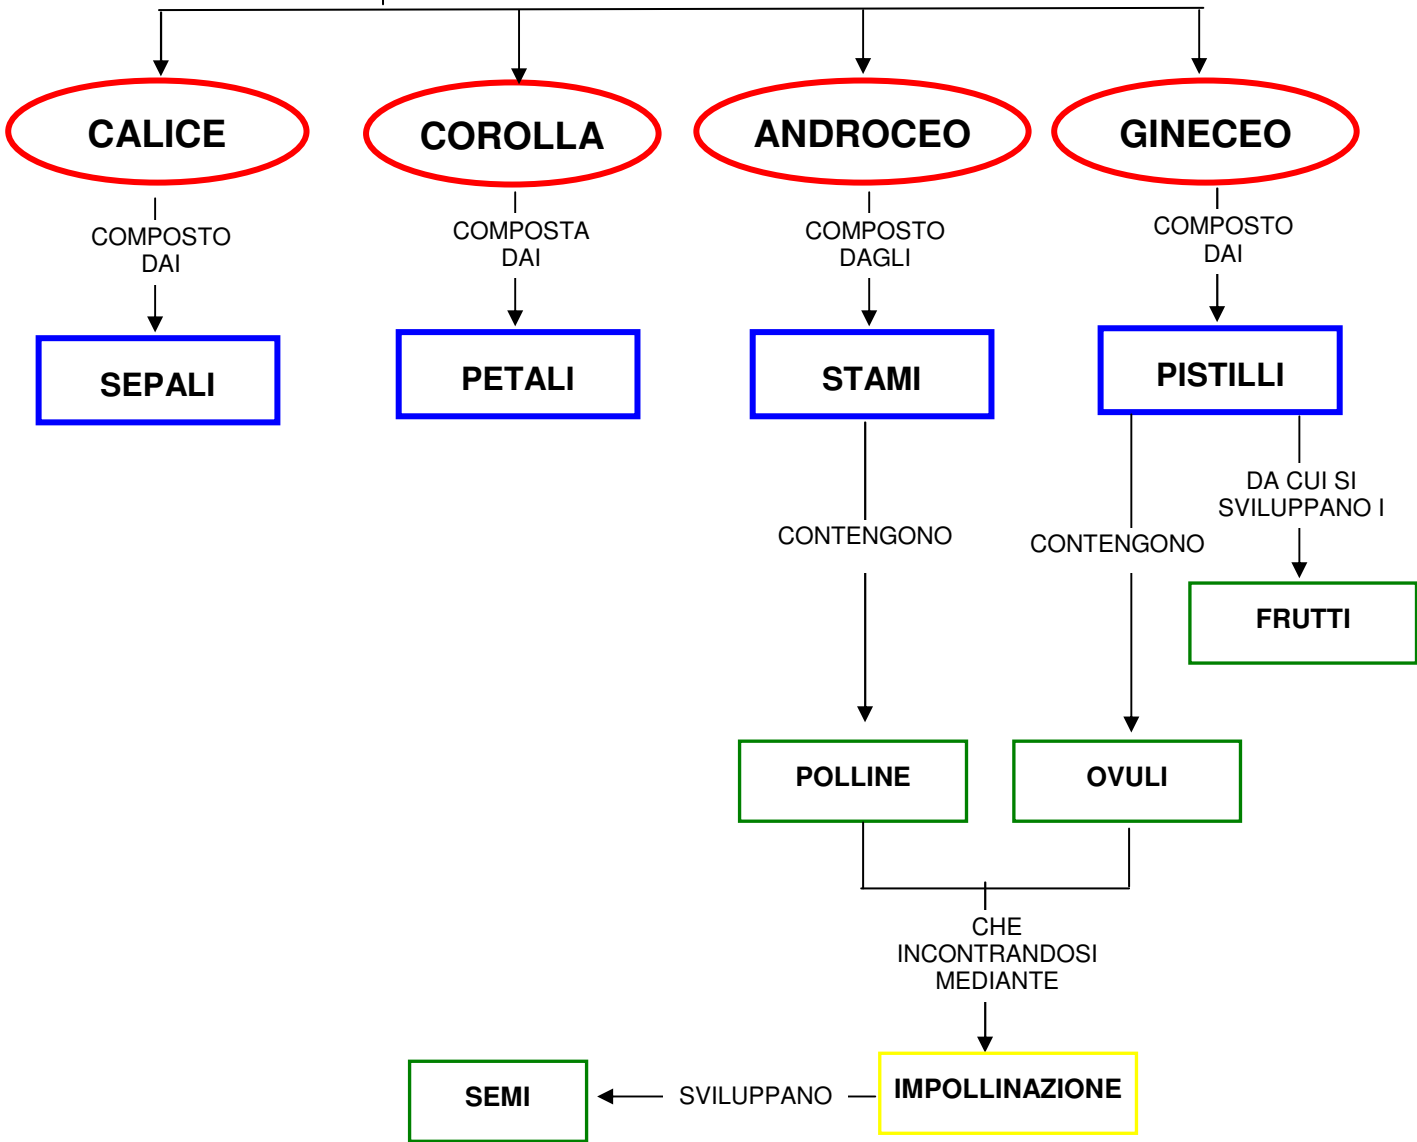 CALICE
COROLLA
ANDROCEO
GINECEO
COMPOSTO
DAI
COMPOSTA
DAI
COMPOSTO
DAGLI
COMPOSTO
DAI
SEPALI
PETALI
STAMI
PISTILLI
DA CUI SI
SVILUPPANO I
CONTENGONO
CONTENGONO
FRUTTI
POLLINE
OVULI
CHE
INCONTRANDOSI
MEDIANTE
SEMI
SVILUPPANO
IMPOLLINAZIONE